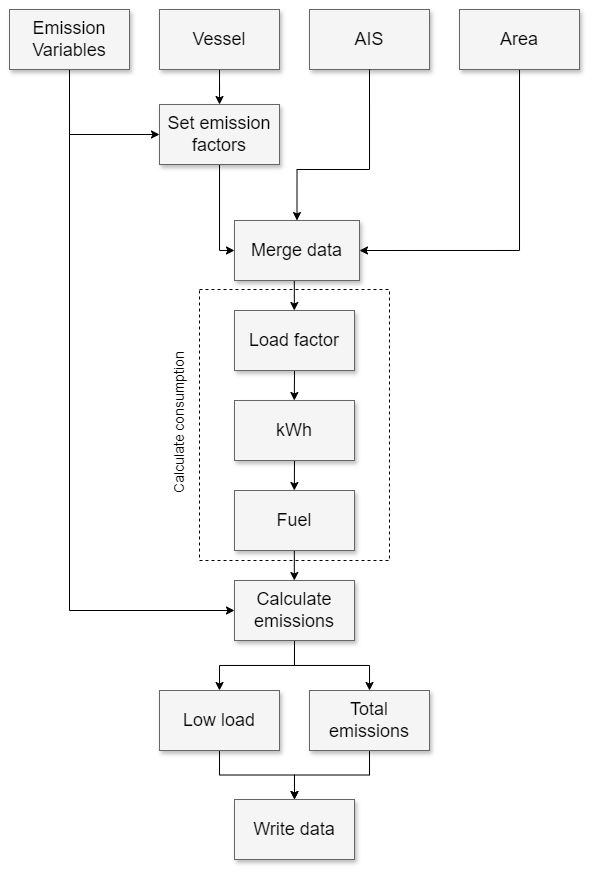 Emission
Variables
Vessel
AIS
Area
Set emission
factors
Merge data
Calculate consumption
Load factor
kWh
Fuel
Calculate
emissions
Low load
Total
emissions
Write data